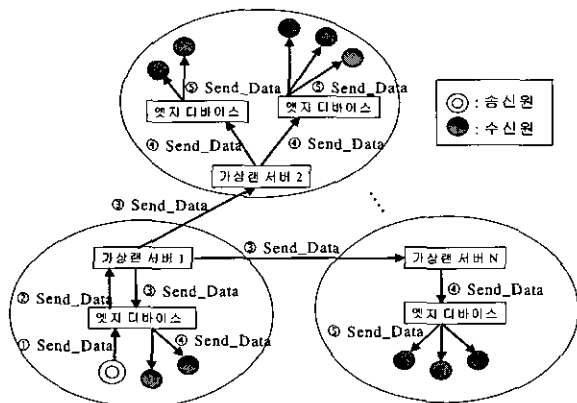 ⑤ Send_Data
⑤ Send_Data
엣지 디바이스
엣지 디바이스
④ Send_Data
④ Send_Data
가상랜 서버 2
③ Send_Data
: 송신원
: 수신원
가상랜 서버 1
③ Send_Data
가상랜 서버 N
② Send_Data
③ Send_Data
④ Send_Data
엣지 디바이스
엣지 디바이스
① Send_Data
④ Send_Data
⑤ Send_Data